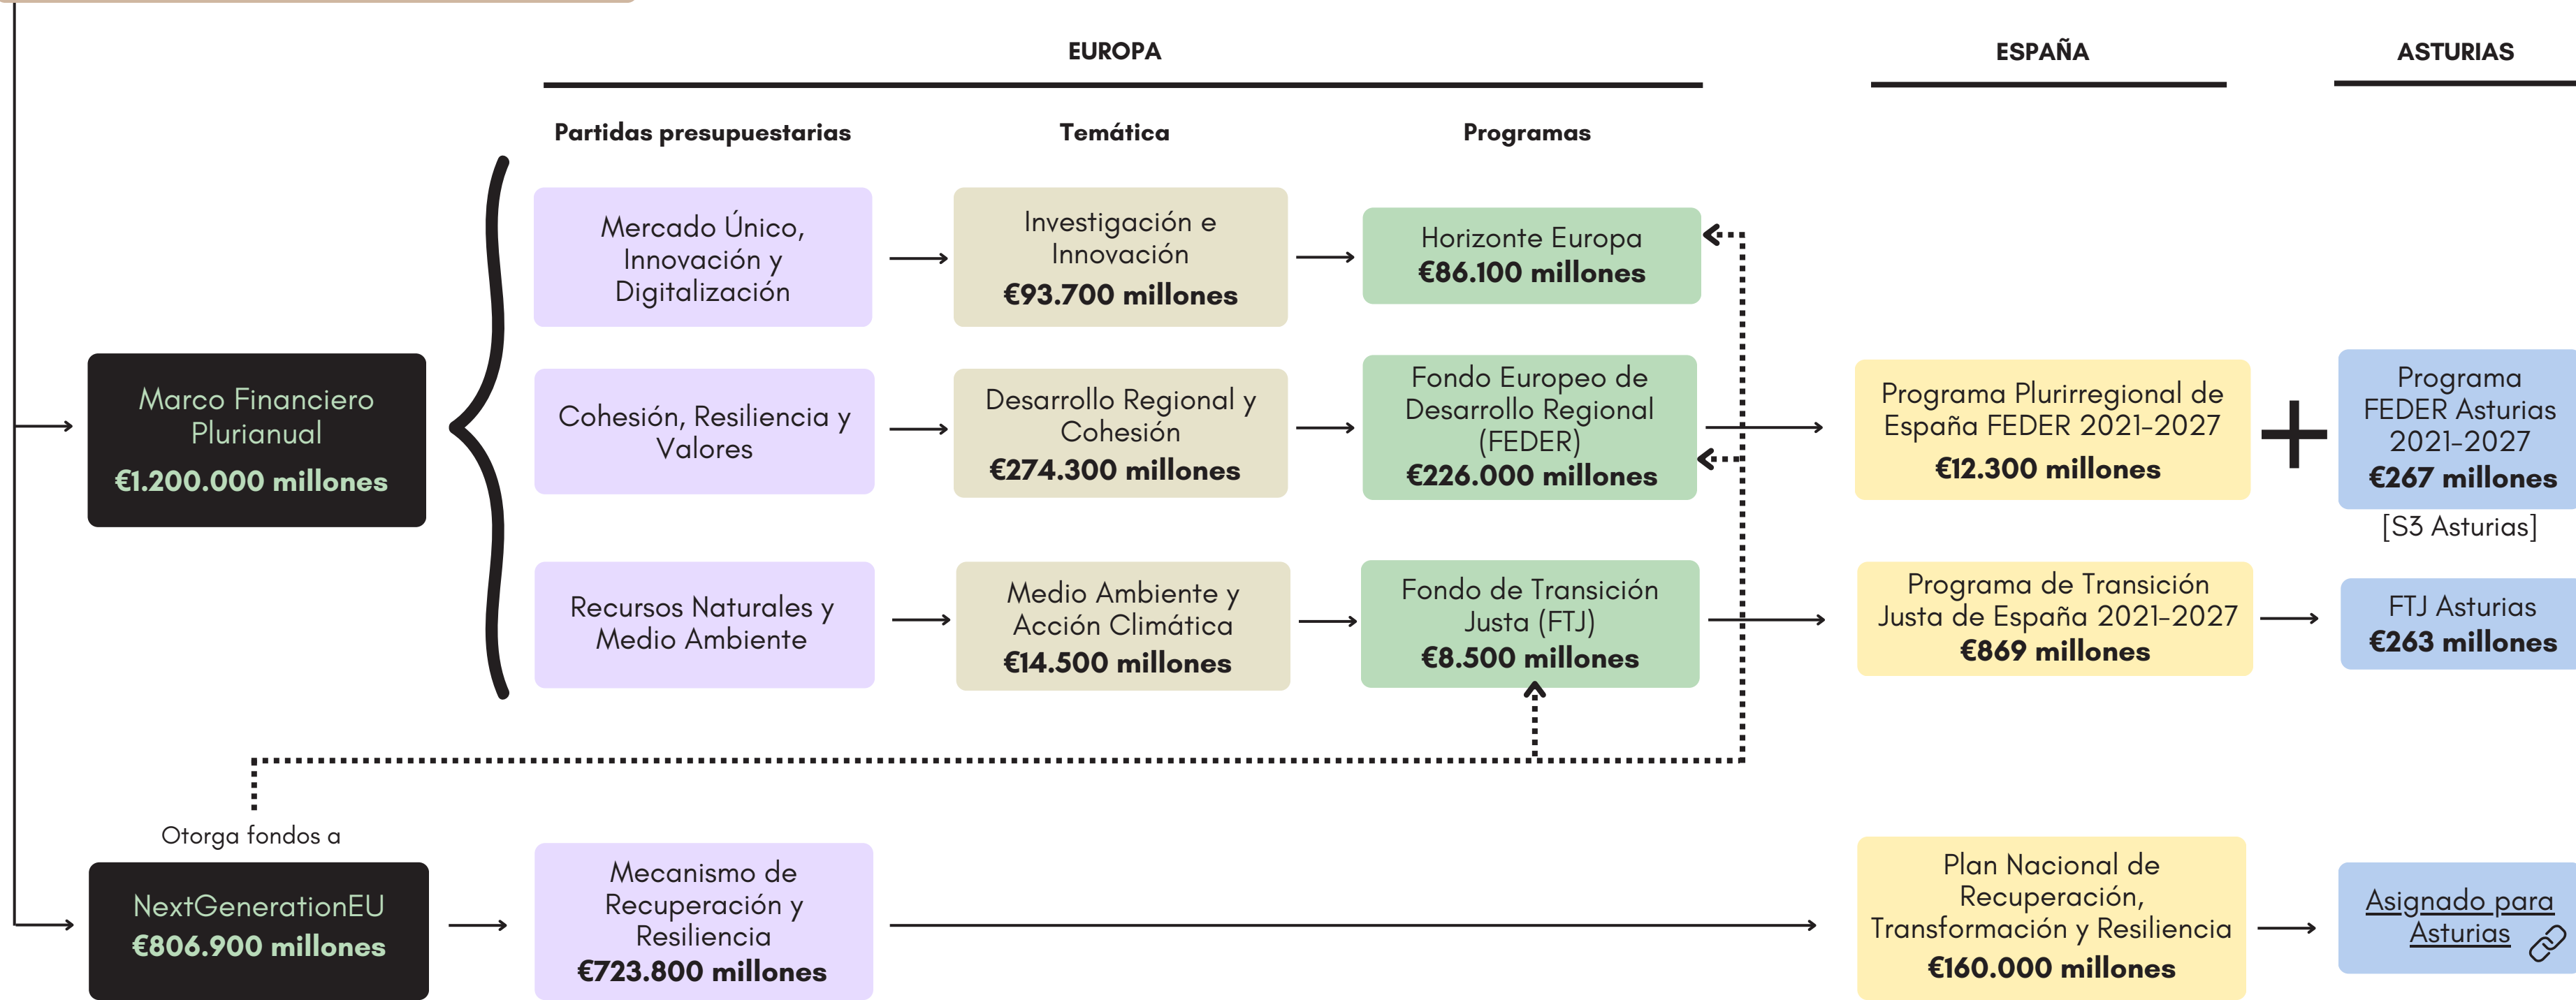 EUROPA
ESPAÑA
ASTURIAS
Partidas presupuestarias
Temática
Programas
Mercado Único,
Innovación y
Digitalización
Investigación e
Innovación
€93.700 millones
Horizonte Europa
€86.100 millones
Marco Financiero
Plurianual
€1.200.000 millones
Cohesión, Resiliencia y
Valores
Desarrollo Regional y
Cohesión
€274.300 millones
Fondo Europeo de
Desarrollo Regional
(FEDER)
€226.000 millones
Programa Plurirregional de
España FEDER 2021-2027
€12.300 millones
Programa
FEDER Asturias
2021-2027
€267 millones
[S3 Asturias]
Recursos Naturales y
Medio Ambiente
Medio Ambiente y
Acción Climática
€14.500 millones
Fondo de Transición
Justa (FTJ)
€8.500 millones
Programa de Transición
Justa de España 2021-2027
€869 millones
FTJ Asturias
€263 millones
Otorga fondos a
NextGenerationEU
€806.900 millones
Mecanismo de
Recuperación y
Resiliencia
€723.800 millones
Plan Nacional de
Recuperación,
Transformación y Resiliencia
€160.000 millones
Asignado para
Asturias